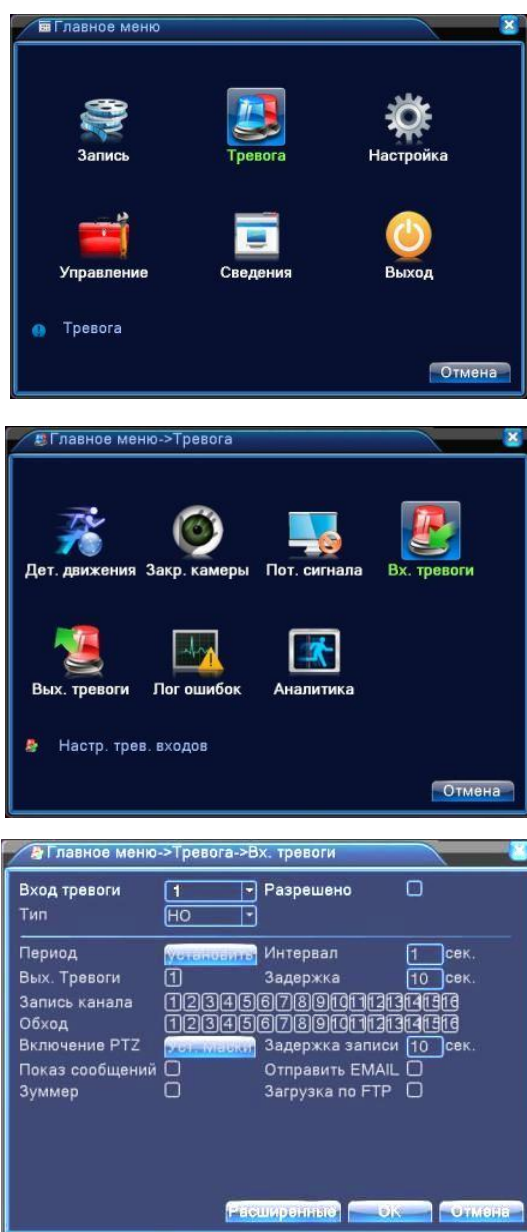 Главное меню
Запись Тревога Настройка
Управление Сведения Выход
Тревога
Отмена
Главное меню->Тревога
Дет. движения Закр. камеры Пот. сигнала Вх. тревоги
Вых. тревоги Лог ошибок Аналитика
Настр. трев. входов
Отмена
Главное меню->Тревога->Вх. тревоги
Вход тревоги 1 Разрешено
Тип НО
Период установить Интервал 1 сек.
Вых. Тревоги 1 Задержка 10 сек.
Запись канала 1 2 3 4 5 6 7 8 9 10 11 12 13 14 15 16
Обход 1 2 3 4 5 6 7 8 9 10 11 12 13 14 15 16
Включение PTZ Уст. Маски Задержка записи 10 сек.
Показ сообщений Отправить EMAIL
Зуммер Загрузка по FTP
Расширенные OK Отмена